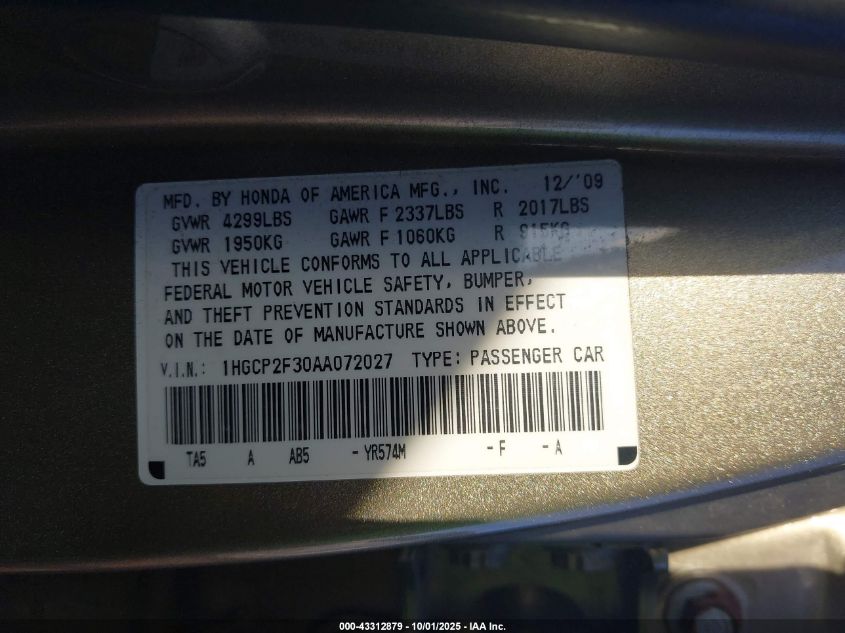 MFD. BY HONDA OF AMERICA MFG., INC. 12/'09
GVWR 4299LBS GAWR F 2337LBS R 2017LBS
GVWR 1950KG GAWR F 1060KG R 915KG
THIS VEHICLE CONFORMS TO ALL APPLICABLE
FEDERAL MOTOR VEHICLE SAFETY, BUMPER,
AND THEFT PREVENTION STANDARDS IN EFFECT
ON THE DATE OF MANUFACTURE SHOWN ABOVE.
V.I.N.: 1HGCP2F30AA072027 TYPE: PASSENGER CAR
TA5 A AB5 - YR574M - F - A
000-43312879 - 10/01/2025 - IAA Inc.